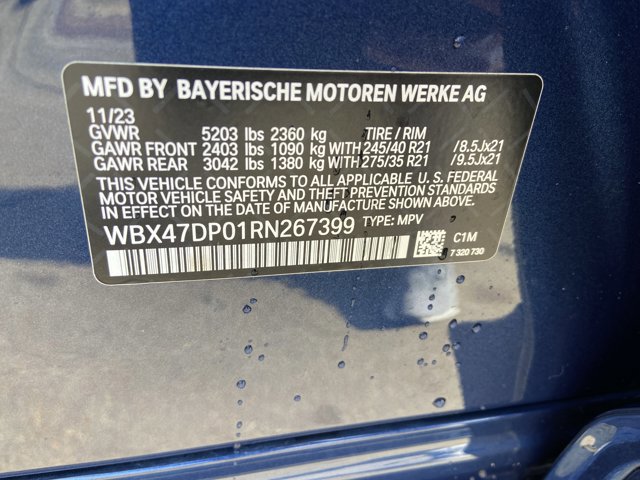 MFD BY BAYERISCHE MOTOREN WERKE AG
11/23
GVWR 5203 lbs 2360 kg TIRE / RIM
GAWR FRONT 2403 lbs 1090 kg WITH 245/40 R21 /8.5Jx21
GAWR REAR 3042 lbs 1380 kg WITH 275/35 R21 /9.5Jx21
THIS VEHICLE CONFORMS TO ALL APPLICABLE U. S. FEDERAL
MOTOR VEHICLE SAFETY AND THEFT PREVENTION STANDARDS
IN EFFECT ON THE DATE OF MANUFACTURE SHOWN ABOVE
WBX47DP01RN267399 TYPE: MPV
C1M
7 320 730